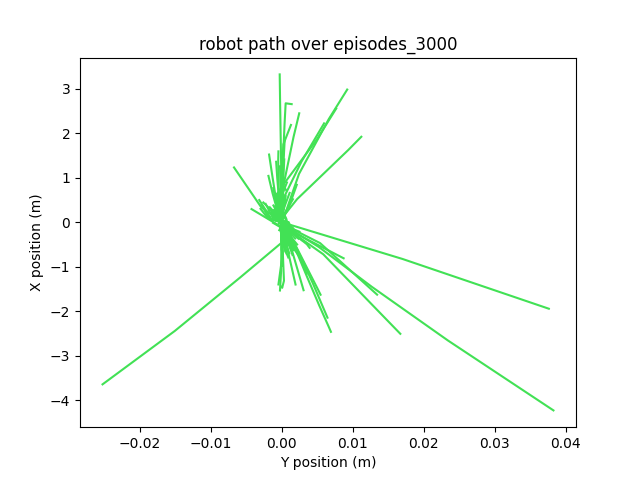 robot path over episodes_3000
X position (m)
3
2
1
0
−1
−2
−3
−4
−0.02 −0.01 0.00 0.01 0.02 0.03 0.04
Y position (m)